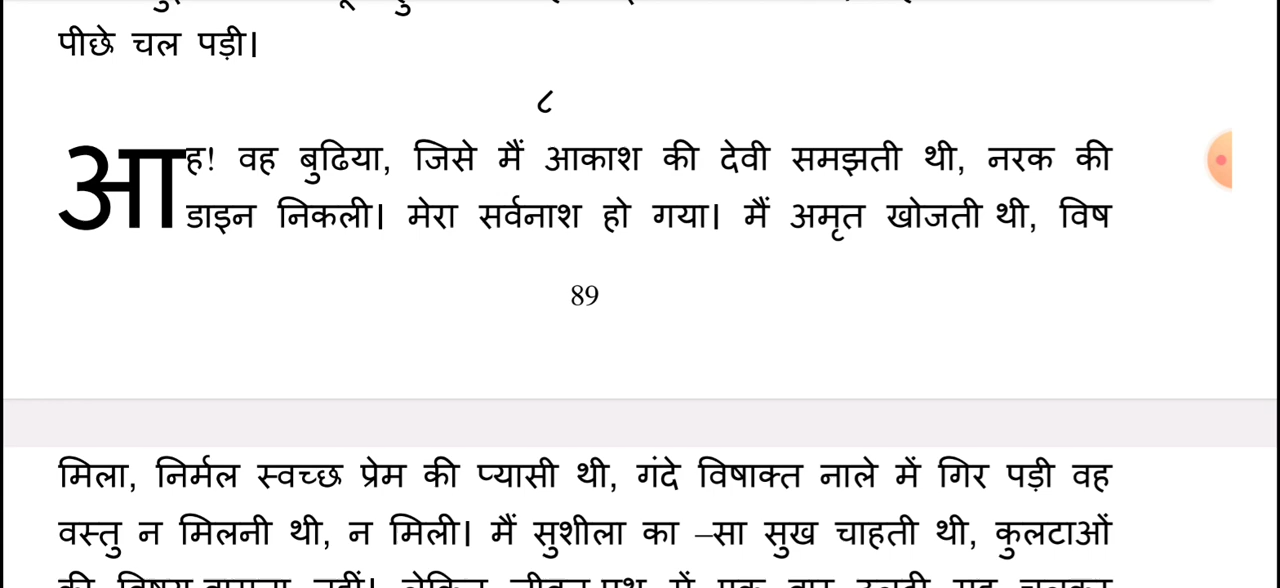 पीछे चल पड़ी।
८
आह! वह बुढिया, जिसे मैं आकाश की देवी समझती थी, नरक की
डाइन निकली। मेरा सर्वनाश हो गया। मैं अमृत खोजती थी, विष
89
मिला, निर्मल स्वच्छ प्रेम की प्यासी थी, गंदे विषाक्त नाले में गिर पड़ी वह
वस्तु न मिलनी थी, न मिली। मैं सुशीला का –सा सुख चाहती थी, कुलटाओं